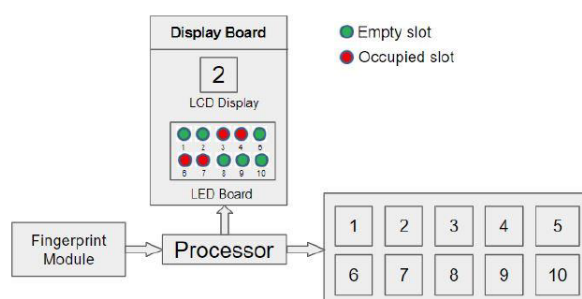 Display Board
2
LCD Display
1 2 3 4 5
6 7 8 9 10
LED Board
Empty slot
Occupied slot
Fingerprint
Module
Processor
1 2 3 4 5
6 7 8 9 10